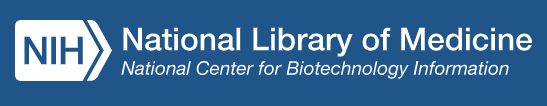 NIH
National Library of Medicine
National Center for Biotechnology Information